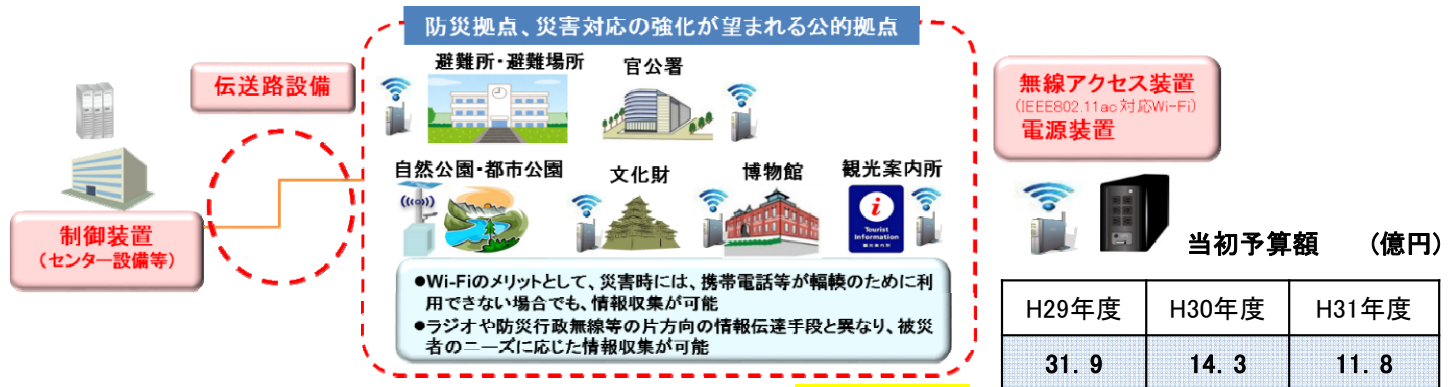 防災拠点、災害対応の強化が望まれる公的拠点
伝送路設備
避難所・避難場所
官公署
無線アクセス装置
(IEEE802.11ac対応Wi-Fi)
電源装置
自然公園・都市公園
文化財
博物館
観光案内所
(((o)))
i
Tourist
Information
観光案内所
制御装置
(センター設備等)
●Wi-Fiのメリットとして、災害時には、携帯電話等が輻輳のために利
用できない場合でも、情報収集が可能
●ラジオや防災行政無線等の片方向の情報伝達手段と異なり、被災
者のニーズに応じた情報収集が可能
当初予算額 (億円)
H29年度 H30年度 H31年度
31.9 14.3 11.8